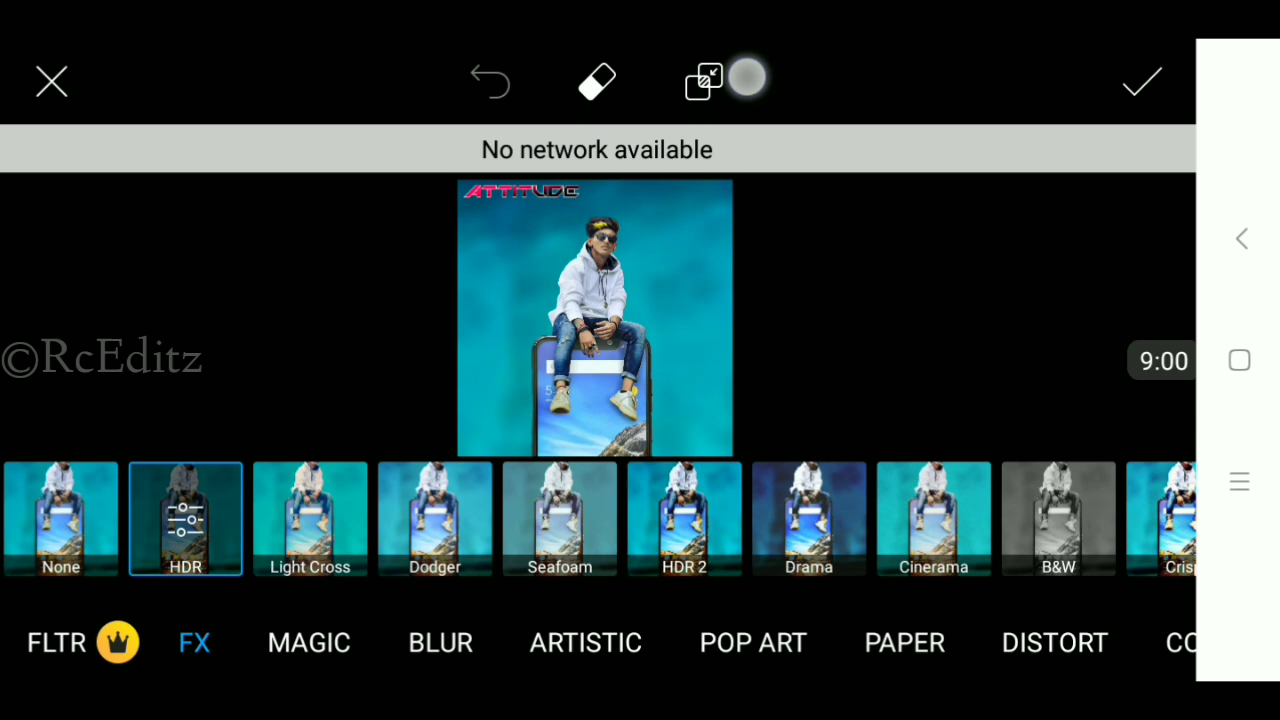 No network available
ATTITUDE
©RcEditz
9:00
None HDR Light Cross Dodger Seafoam HDR 2 Drama Cinerama B&W Cris
FLTR FX MAGIC BLUR ARTISTIC POP ART PAPER DISTORT CO